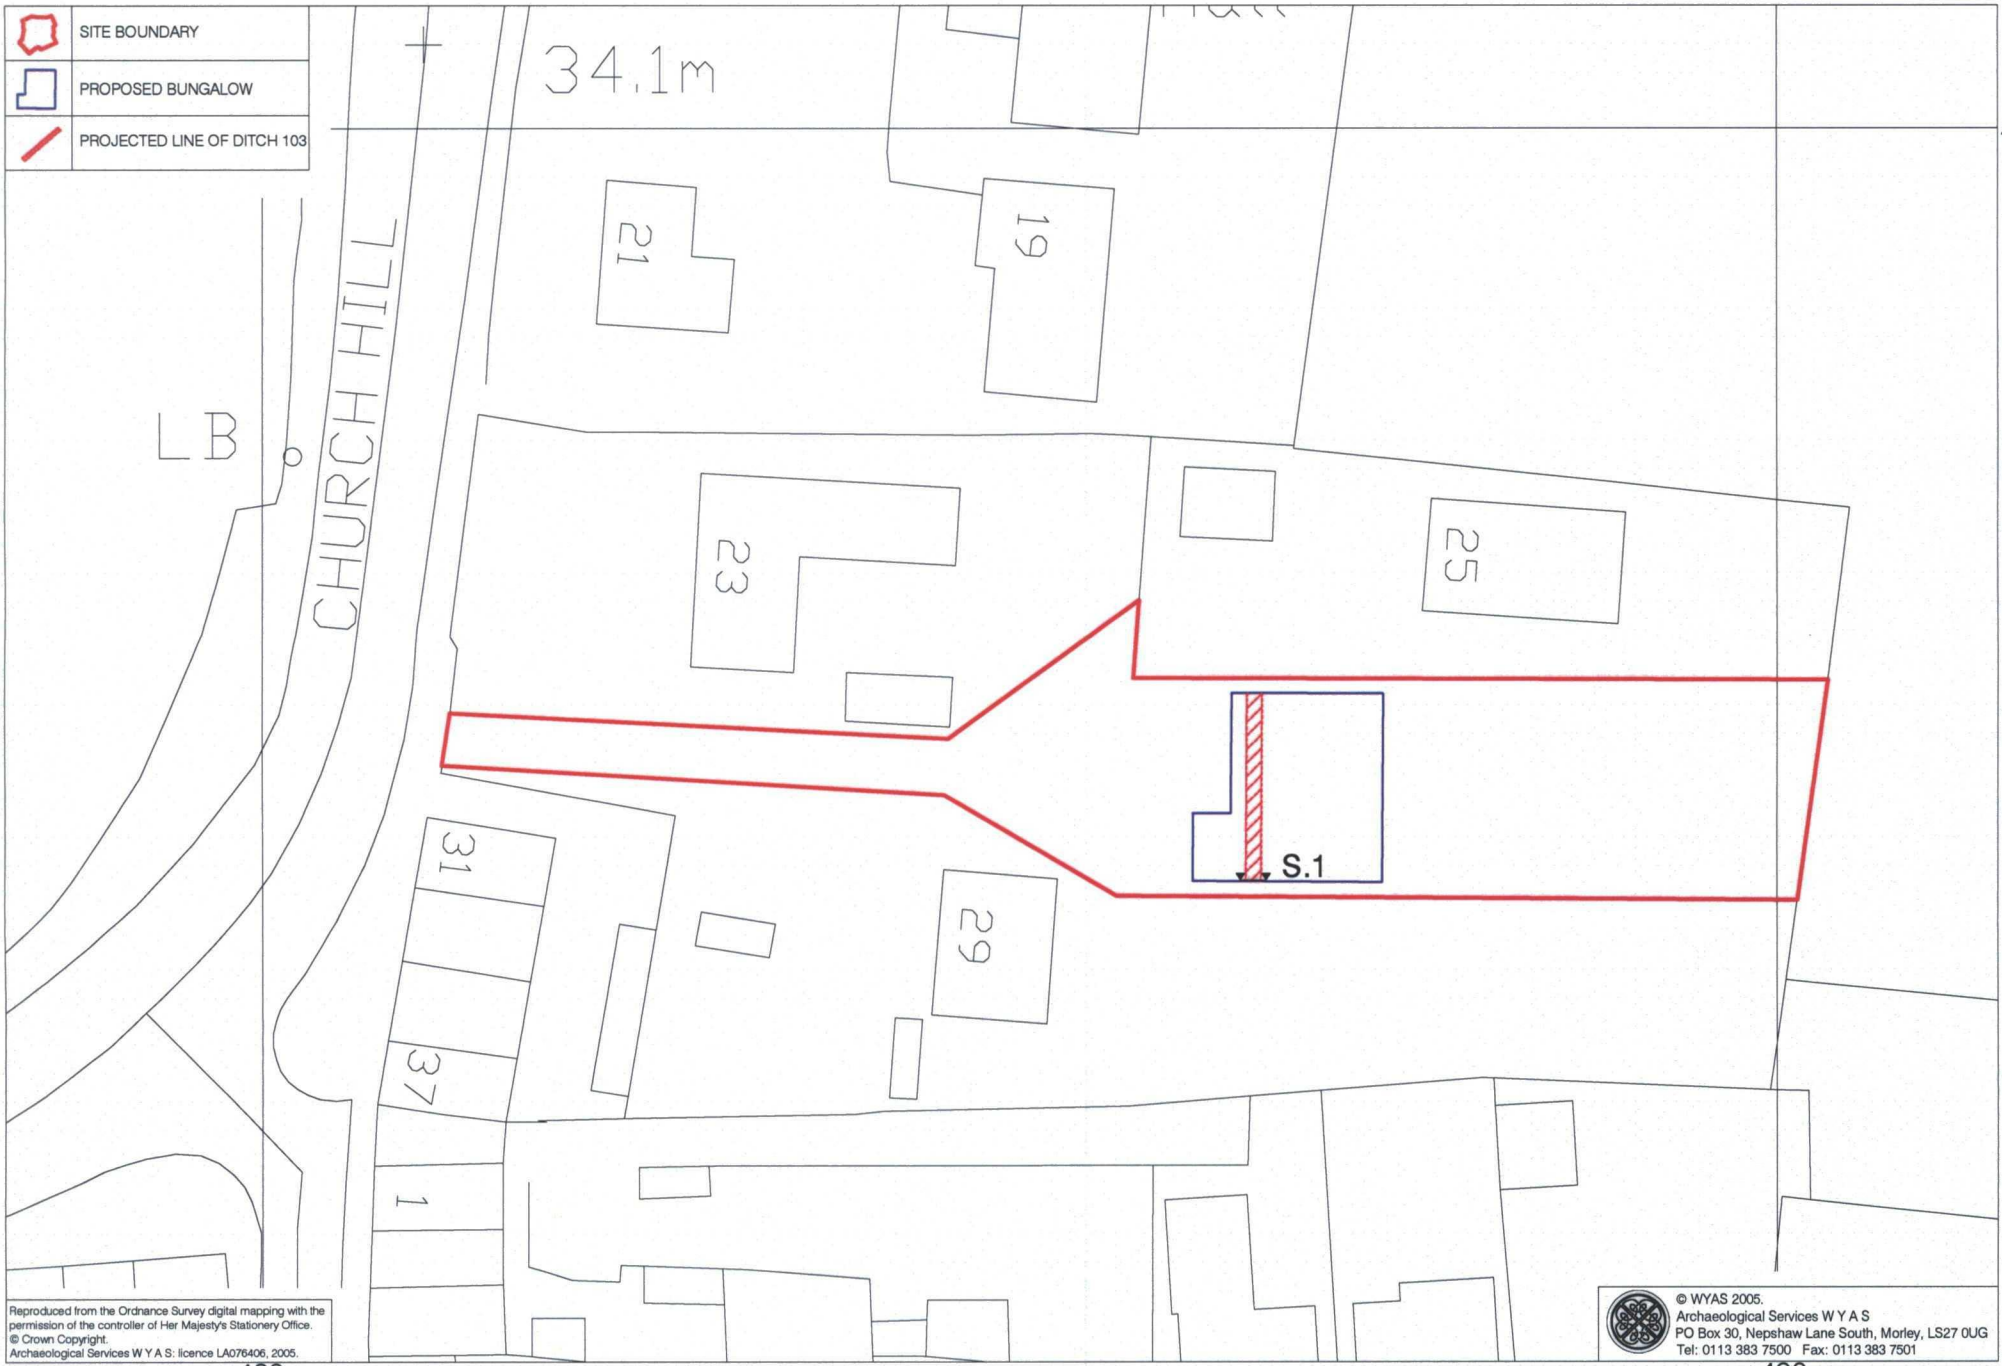 SITE BOUNDARY
PROPOSED BUNGALOW
PROJECTED LINE OF DITCH 103
34.1m
21
19
CHURCH HILL
LB
23
25
S.1
31
29
37
1
Reproduced from the Ordnance Survey digital mapping with the
permission of the controller of Her Majesty's Stationery Office.
© Crown Copyright.
Archaeological Services W Y A S: licence LA076406, 2005.
© WYAS 2005.
Archaeological Services W Y A S
PO Box 30, Nepshaw Lane South, Morley, LS27 0UG
Tel: 0113 383 7500 Fax: 0113 383 7501